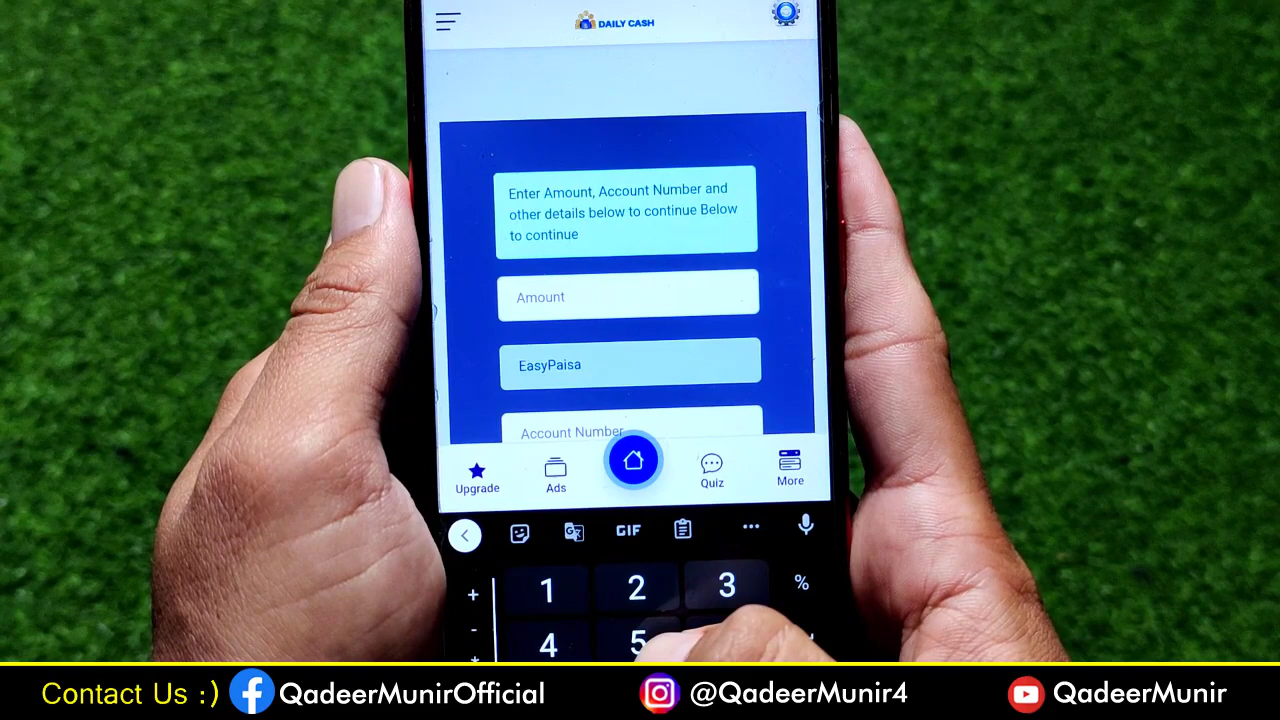 DAILY CASH
Enter Amount, Account Number and
other details below to continue Below
to continue
Amount
EasyPaisa
Account Number
Upgrade
Ads
Quiz
More
GIF
1 2 3 %
+
4 5
-
*
Contact Us :) QadeerMunirOfficial @QadeerMunir4 QadeerMunir